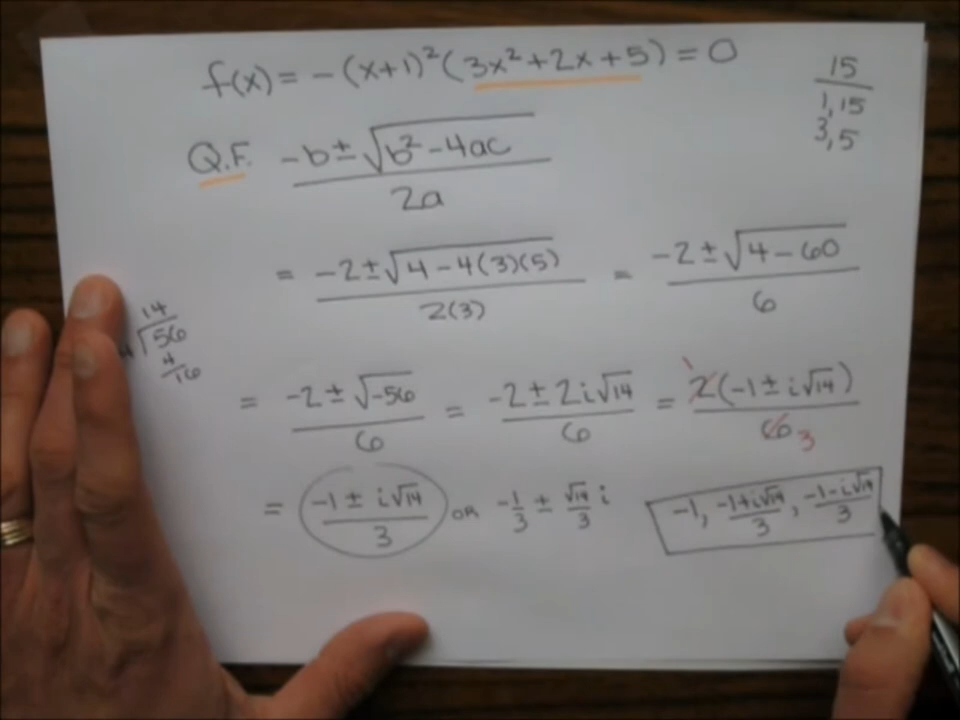 f(x) = -(x+1)²(3x²+2x+5) = 0
15
1, 15
3, 5
Q.F. -b ± √(b² - 4ac) / 2a
= -2 ± √(4 - 4(3)(5)) / 2(3) = -2 ± √(4 - 60) / 6
14
4 √56
4
16
= -2 ± √-56 / 6 = -2 ± 2i√14 / 6 = 2(-1 ± i√14) / 6 1 3
= -1 ± i√14 / 3 OR -1/3 ± √14/3 i
-1, -1+i√14 / 3, -1-i√14 / 3